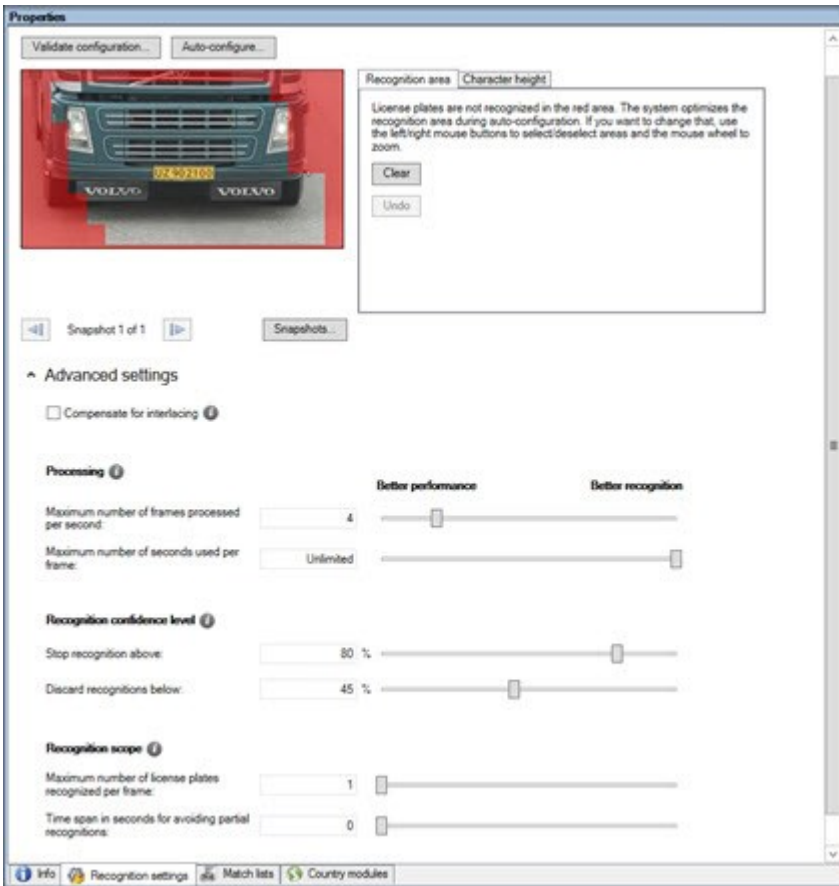 Properties
Validate configuration...
Auto-configure...
Recognition area
Character height
License plates are not recognized in the red area. The system optimizes the
recognition area during auto-configuration. If you want to change that, use
the left/right mouse buttons to select/deselect areas and the mouse wheel to
zoom.
Clear
Undo
UZ 902100
VOLVO
VOLVO
Snapshot 1 of 1
Snapshots...
Advanced settings
Compensate for interlacing
Processing
Better performance
Better recognition
Maximum number of frames processed
per second:
4
Maximum number of seconds used per
frame:
Unlimited
Recognition confidence level
Stop recognition above:
80 %
Discard recognitions below:
45 %
Recognition scope
Maximum number of license plates
recognized per frame:
1
Time span in seconds for avoiding partial
recognitions:
0
Info
Recognition settings
Match lists
Country modules